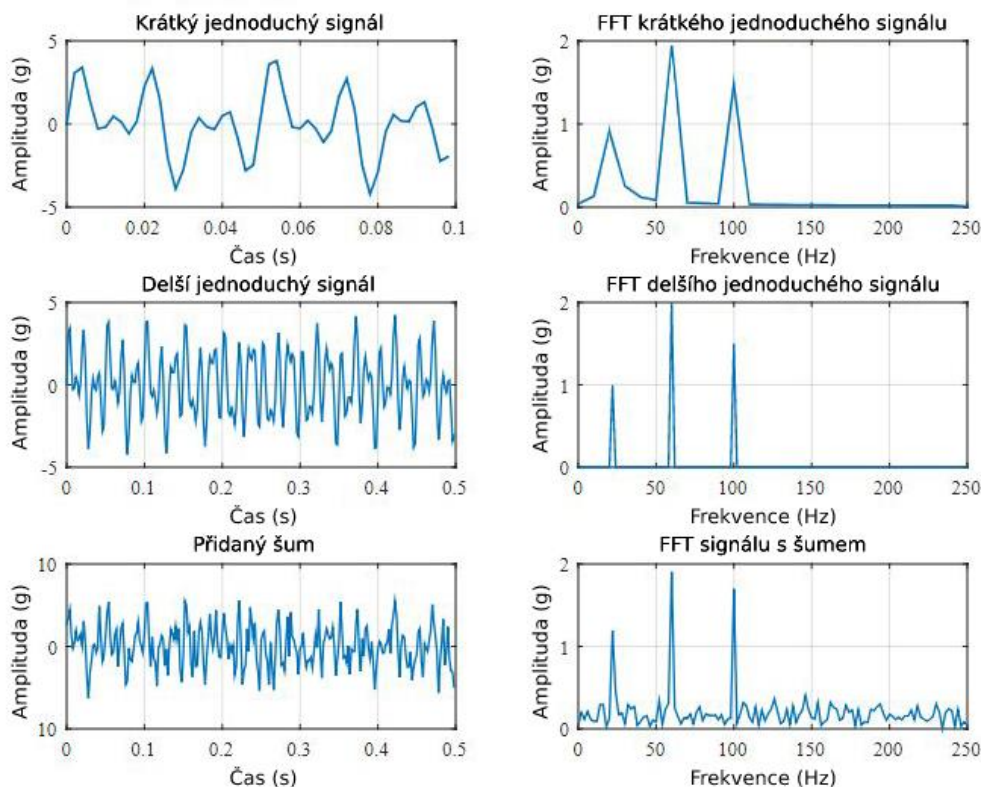 Krátký jednoduchý signál
5
0
-5
Amplituda (g)
0 0.02 0.04 0.06 0.08 0.1
Čas (s)
FFT krátkého jednoduchého signálu
2
1
0
Amplituda (g)
0 50 100 150 200 250
Frekvence (Hz)
Delší jednoduchý signál
5
0
-5
Amplituda (g)
0 0.1 0.2 0.3 0.4 0.5
Čas (s)
FFT delšího jednoduchého signálu
2
1
0
Amplituda (g)
0 50 100 150 200 250
Frekvence (Hz)
Přidaný šum
10
0
10
Amplituda (g)
0 0.1 0.2 0.3 0.4 0.5
Čas (s)
FFT signálu s šumem
2
1
0
Amplituda (g)
0 50 100 150 200 250
Frekvence (Hz)